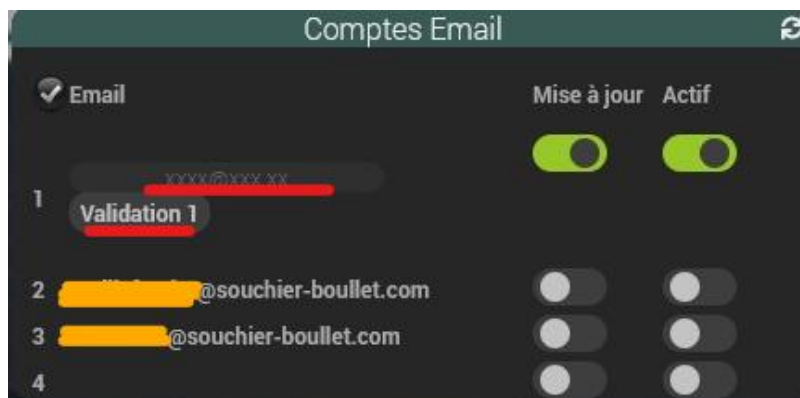 Comptes Email
Email Mise à jour Actif
xxxx@xxx.xx
1
Validation 1
2 @souchier-boullet.com
3 @souchier-boullet.com
4